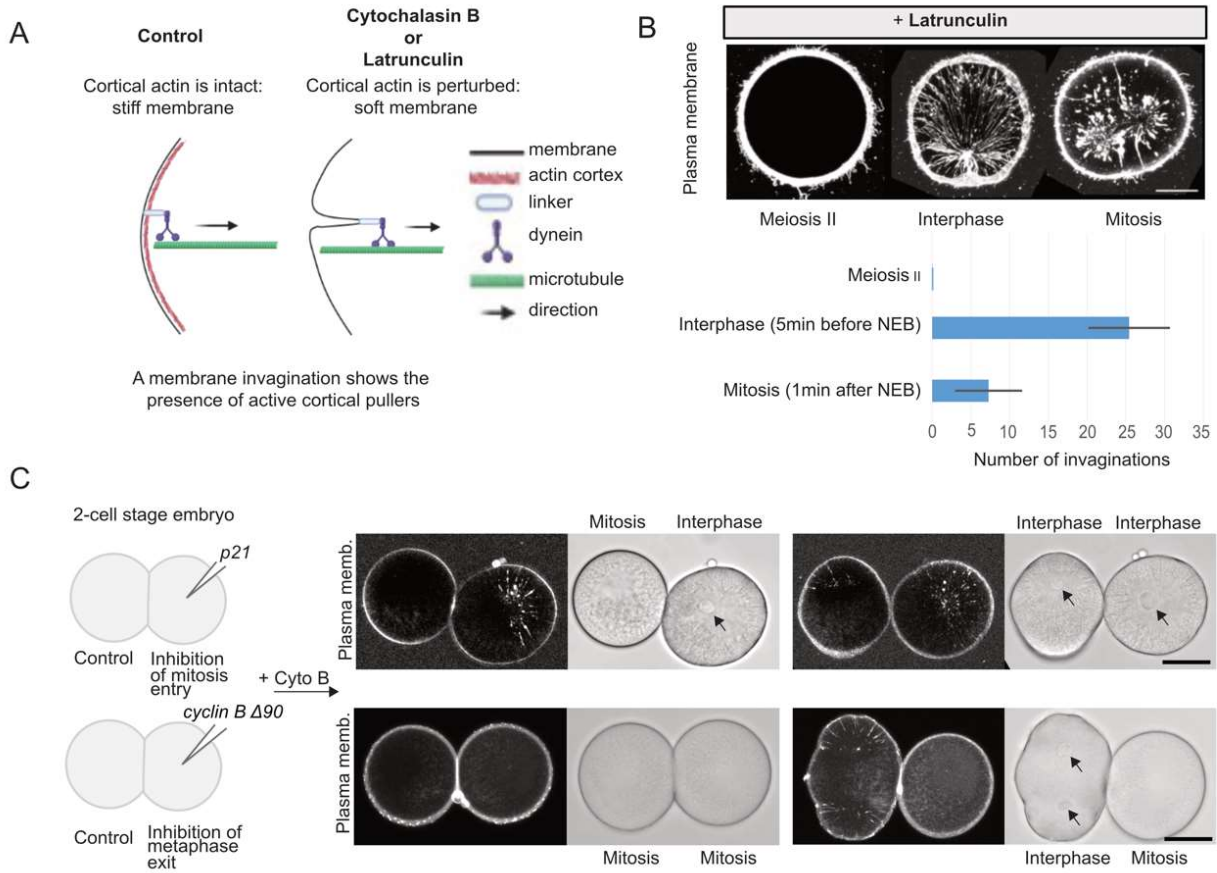 A
Control
Cortical actin is intact:
stiff membrane
Cytochalasin B
or
Latrunculin
Cortical actin is perturbed:
soft membrane
membrane
actin cortex
linker
dynein
microtubule
direction
A membrane invagination shows the
presence of active cortical pullers
B
+ Latrunculin
Plasma membrane
Meiosis II
Interphase
Mitosis
Meiosis II
Interphase (5min before NEB)
Mitosis (1min after NEB)
0 5 10 15 20 25 30 35
Number of invaginations
C
2-cell stage embryo
p21
Control
Inhibition
of mitosis
entry
+ Cyto B
cyclin B Δ90
Control
Inhibition of
metaphase
exit
Plasma memb.
Mitosis
Interphase
Interphase
Interphase
Plasma memb.
Mitosis
Mitosis
Interphase
Mitosis